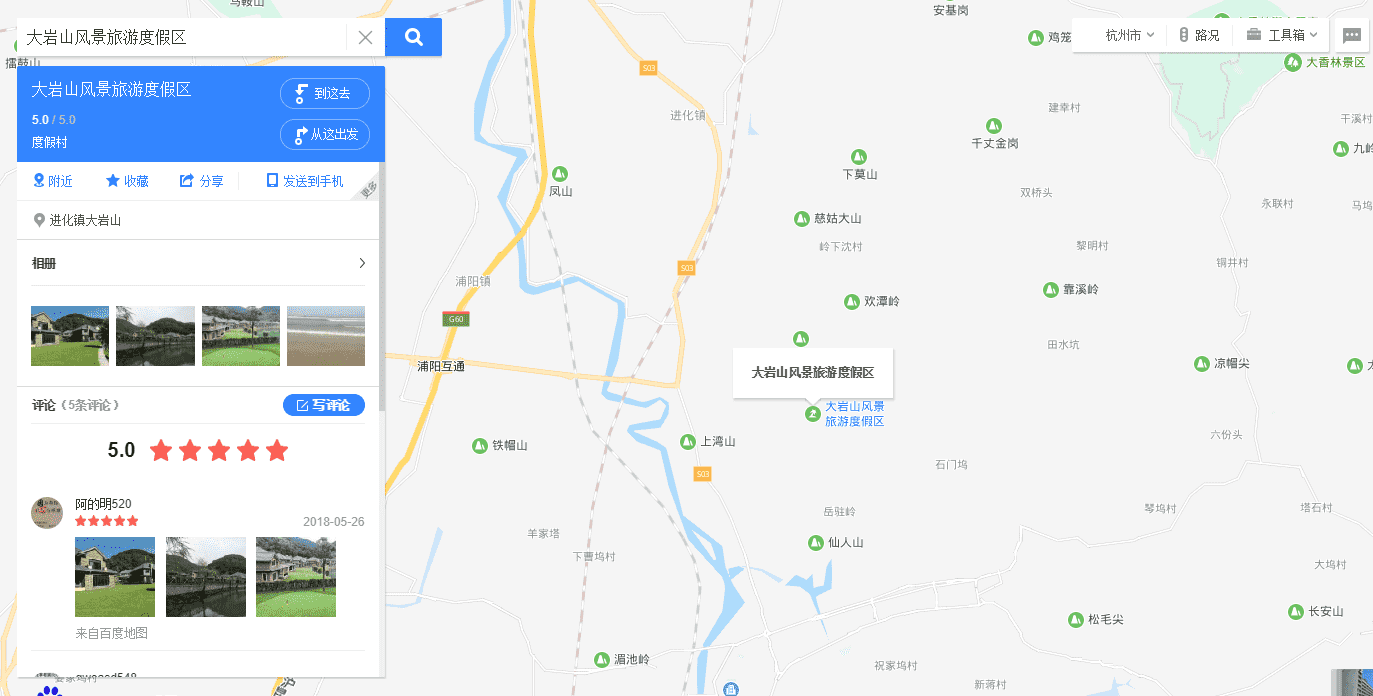 马鞍山
大岩山风景旅游度假区
擂鼓山
大岩山风景旅游度假区
到这去
5.0 / 5.0
度假村
从这出发
附近
收藏
分享
发送到手机
更多
进化镇大岩山
相册
评论《5条评论》
写评论
5.0
阿的明520
2018-05-26
来自百度地图
安基岗
鸡笼
杭州市
路况
工具箱
大香林景区
S03
进化镇
建幸村
干溪村
千丈金岗
九岭
下莫山
凤山
双桥头
永联村
马坞
慈姑大山
岭下沈村
黎明村
铜井村
S03
浦阳镇
靠溪岭
欢潭岭
G60
田水坑
凉帽尖
浦阳互通
大岩山风景旅游度假区
大岩山风景
旅游度假区
铁帽山
上湾山
六份头
石门坞
S03
岳驻岭
琴坞村
塔石村
羊家塔
下曹坞村
仙人山
大坞村
松毛尖
长安山
湄池岭
祝家坞村
新蒋村